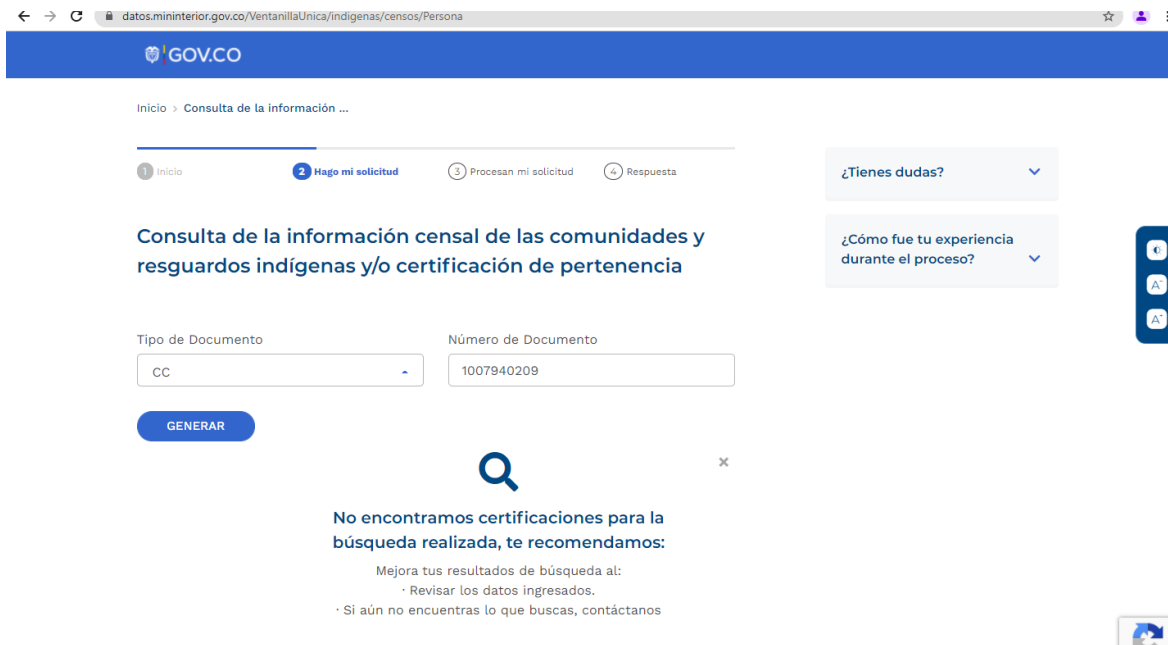 datos.mininterior.gov.co/VentanillaUnica/indigenas/censos/Persona
GOV.CO
Inicio > Consulta de la información ...
1 Inicio
2 Hago mi solicitud
3 Procesan mi solicitud
4 Respuesta
¿Tienes dudas?
Consulta de la información censal de las comunidades y
resguardos indígenas y/o certificación de pertenencia
¿Cómo fue tu experiencia
durante el proceso?
Tipo de Documento
Número de Documento
CC
1007940209
GENERAR
No encontramos certificaciones para la
búsqueda realizada, te recomendamos:
Mejora tus resultados de búsqueda al:
· Revisar los datos ingresados.
· Si aún no encuentras lo que buscas, contáctanos